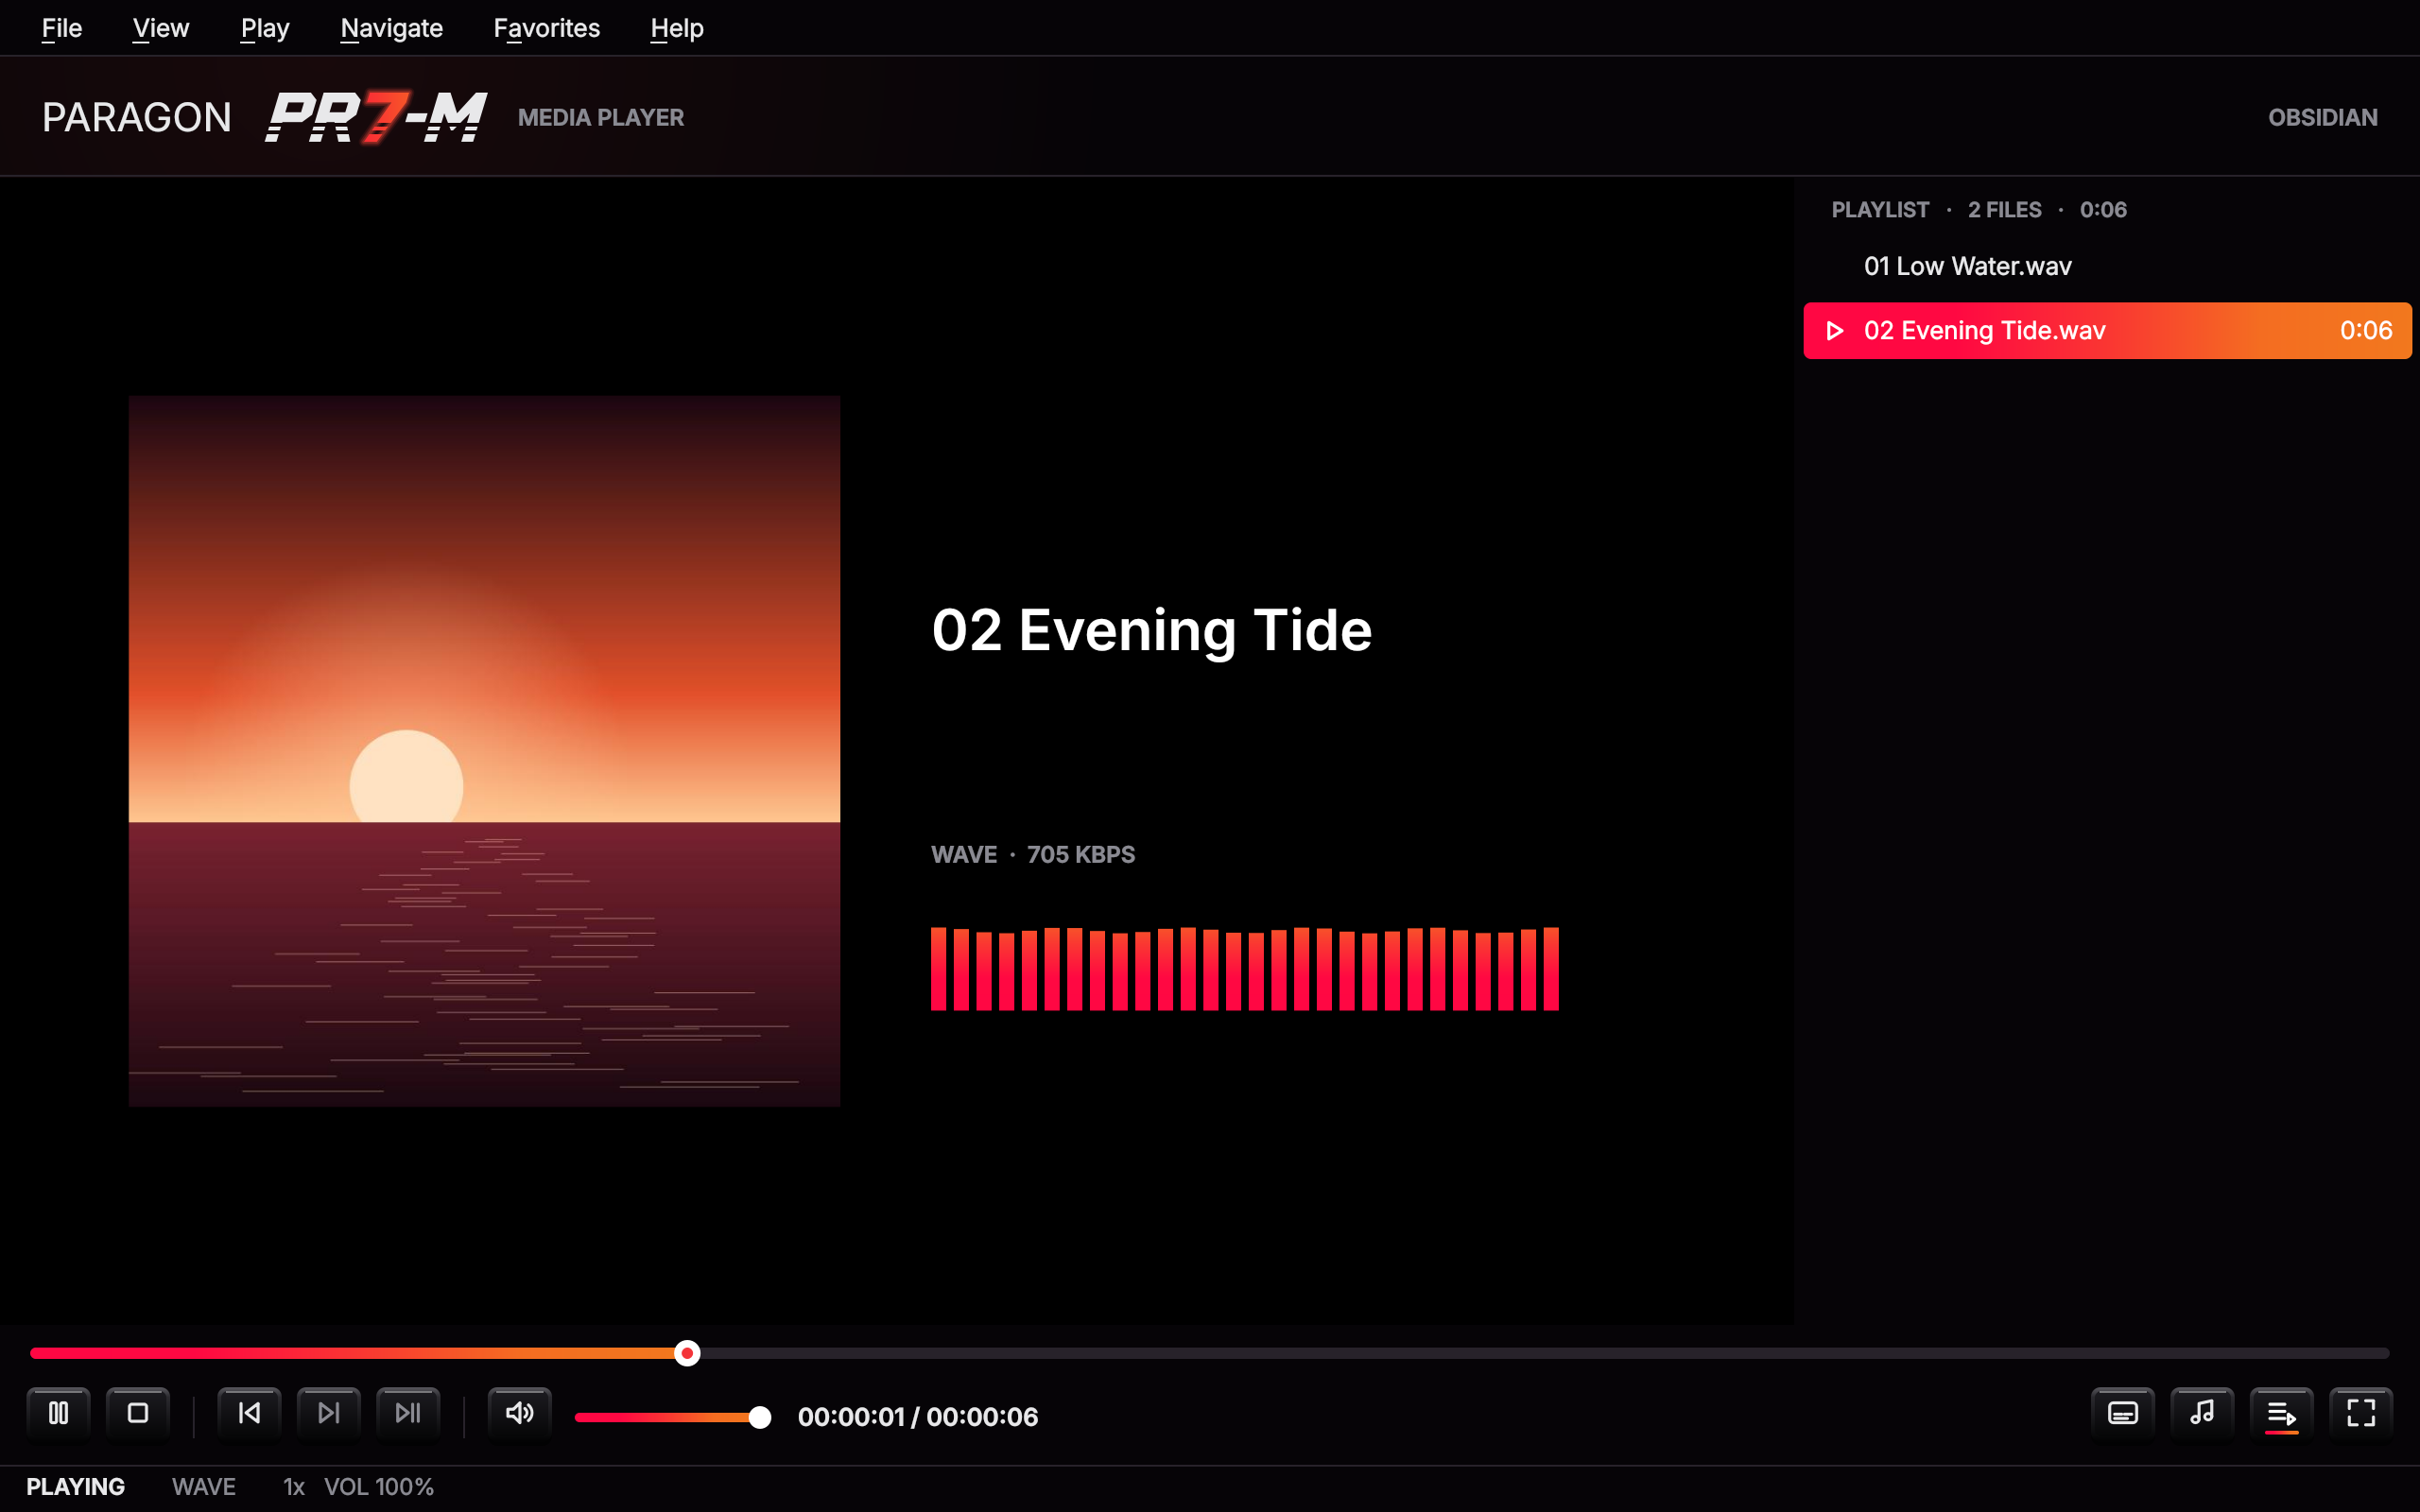 File View Play Navigate Favorites Help
PARAGON PR7-M MEDIA PLAYER OBSIDIAN
PLAYLIST · 2 FILES · 0:06
01 Low Water.wav
02 Evening Tide.wav 0:06
02 Evening Tide
WAVE · 705 KBPS
00:00:01 / 00:00:06
PLAYING WAVE 1x VOL 100%